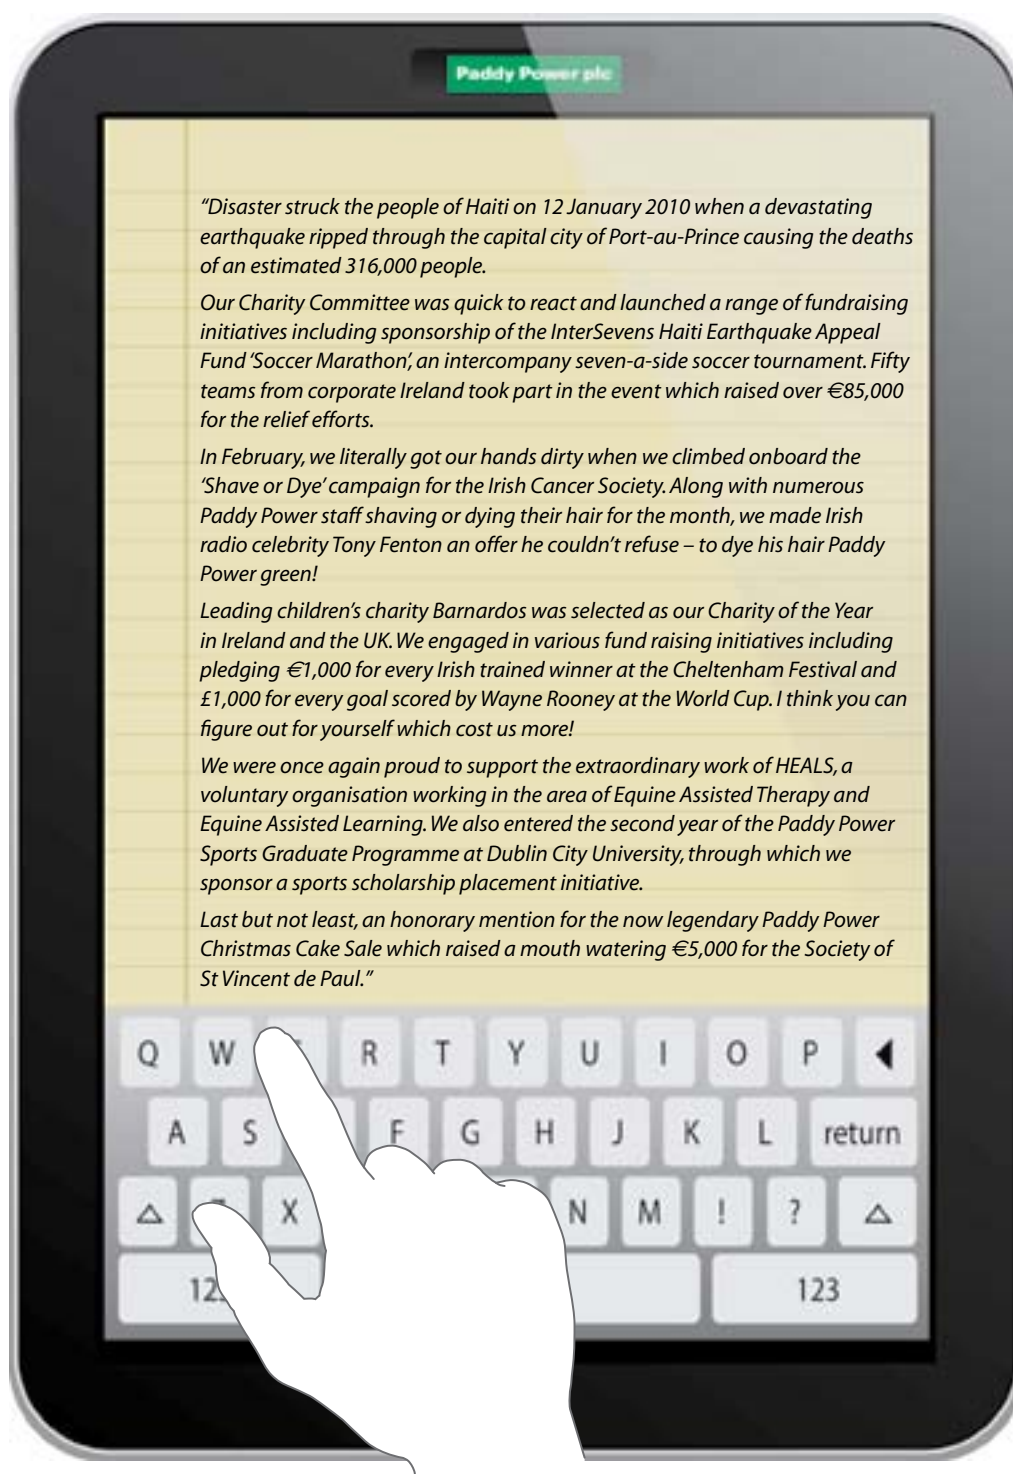 Paddy Power plc
“Disaster struck the people of Haiti on 12 January 2010 when a devastating
earthquake ripped through the capital city of Port-au-Prince causing the deaths
of an estimated 316,000 people.
Our Charity Committee was quick to react and launched a range of fundraising
initiatives including sponsorship of the InterSevens Haiti Earthquake Appeal
Fund ‘Soccer Marathon’, an intercompany seven-a-side soccer tournament. Fifty
teams from corporate Ireland took part in the event which raised over €85,000
for the relief efforts.
In February, we literally got our hands dirty when we climbed onboard the
‘Shave or Dye’ campaign for the Irish Cancer Society. Along with numerous
Paddy Power staff shaving or dying their hair for the month, we made Irish
radio celebrity Tony Fenton an offer he couldn’t refuse – to dye his hair Paddy
Power green!
Leading children’s charity Barnardos was selected as our Charity of the Year
in Ireland and the UK. We engaged in various fund raising initiatives including
pledging €1,000 for every Irish trained winner at the Cheltenham Festival and
£1,000 for every goal scored by Wayne Rooney at the World Cup. I think you can
figure out for yourself which cost us more!
We were once again proud to support the extraordinary work of HEALS, a
voluntary organisation working in the area of Equine Assisted Therapy and
Equine Assisted Learning. We also entered the second year of the Paddy Power
Sports Graduate Programme at Dublin City University, through which we
sponsor a sports scholarship placement initiative.
Last but not least, an honorary mention for the now legendary Paddy Power
Christmas Cake Sale which raised a mouth watering €5,000 for the Society of
St Vincent de Paul.”
Q W R T Y U I O P
A S F G H J K L return
X N M ! ?
123